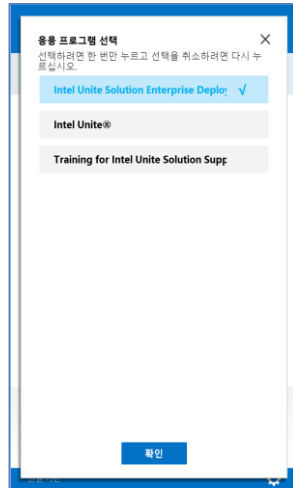 응용 프로그램 선택
선택하려면 한 번만 누르고 선택을 취소하려면 다시 누
르십시오.
Intel Unite Solution Enterprise Deploy
Intel Unite®
Training for Intel Unite Solution Supp
확인